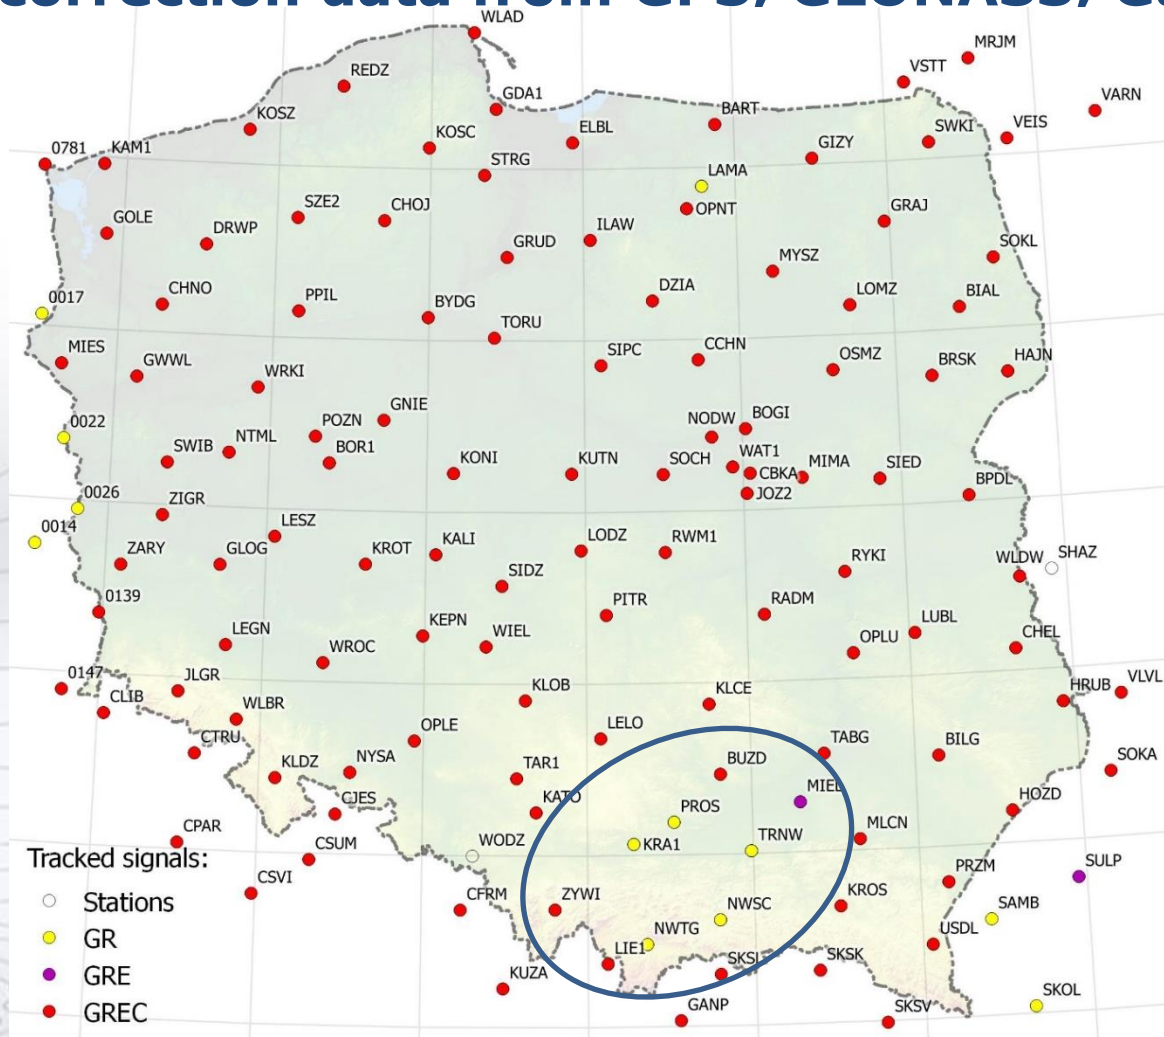 correction data from GPS, GLONASS, Ga
WLAD
MRJM
REDZ
VSTT
GDA1
VARN
KOSZ
BART
ELBL
KOSC
SWKI
VEIS
GIZY
0781
KAM1
STRG
LAMA
SZE2
CHOJ
OPNT
GRAJ
GOLE
DRWP
ILAW
GRUD
SOKL
MYSZ
CHNO
DZIA
LOMZ
BIAL
0017
PPIL
BYDG
TORU
MIES
GWWL
SIPC
CCHN
OSMZ
BRSK
HAJN
WRKI
GNIE
0022
POZN
NODW
BOGI
SWIB
NTML
BOR1
KONI
KUTN
SOCH
WAT1
CBKA
MIMA
SIED
JOZ2
BPDL
0026
ZIGR
0014
LESZ
ZARY
GLOG
KROT
KALI
LODZ
RWM1
SIDZ
RYKI
WLDW
SHAZ
0139
PITR
RADM
LEGN
KEPN
WIEL
LUBL
WROC
OPLU
CHEL
0147
JLGR
KLOB
KLCE
HRUB
VLVL
CLIB
WLBR
CTRU
OPLE
LELO
TABG
BILG
KLDZ
NYSA
TAR1
BUZD
SOKA
CJES
KATO
PROS
MIEL
HOZD
CPAR
CSUM
WODZ
KRA1
TRNW
MLCN
Tracked signals:
Stations
GR
GRE
GREC
CSVI
CFRM
ZYWI
NWSC
KROS
PRZM
SULP
NWTG
USDL
SAMB
LIE1
KUZA
SKSL
SKSK
GANP
SKSV
SKOL